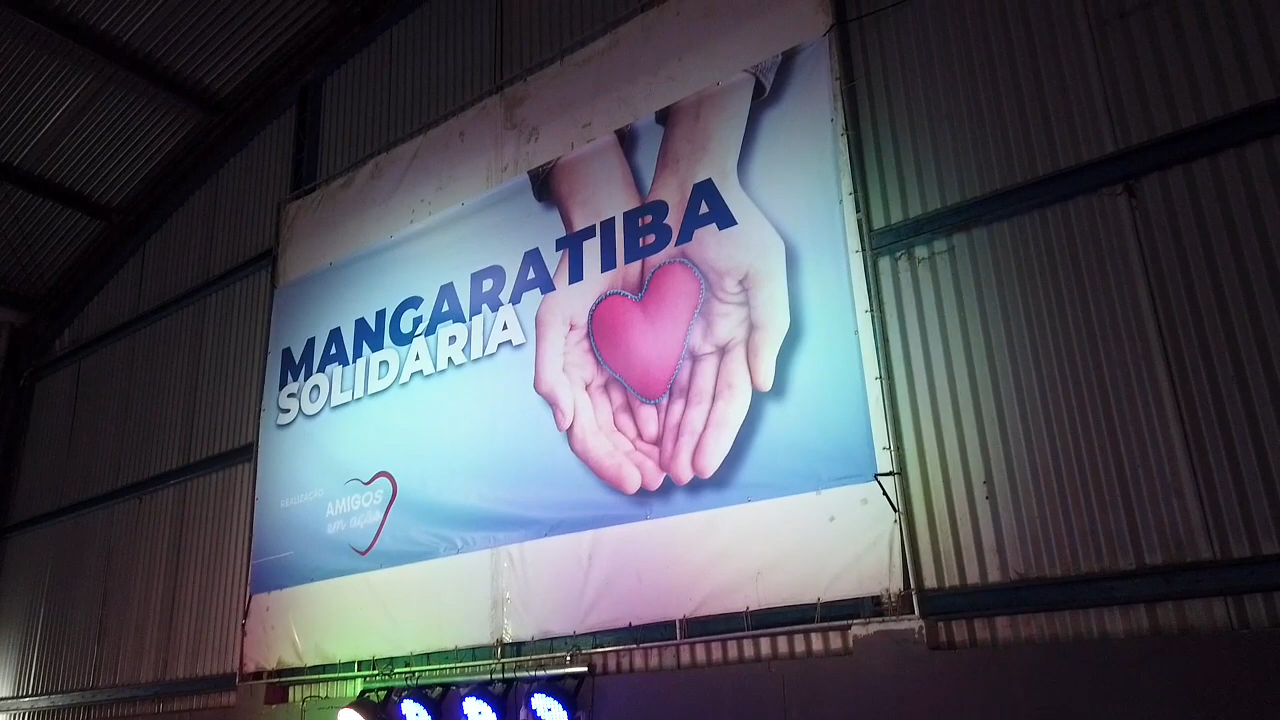 MANGARATIBA
SOLIDÁRIA
REALIZAÇÃO
AMIGOS
em ação